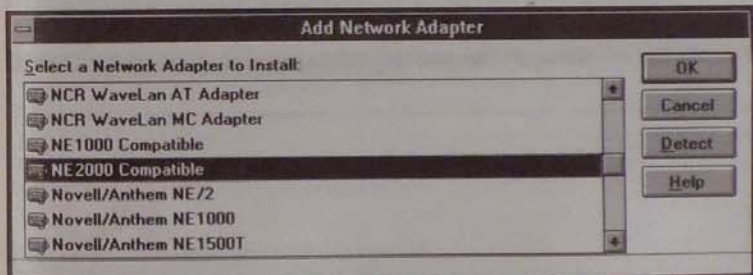 Add Network Adapter
Select a Network Adapter to Install:
NCR WaveLan AT Adapter
NCR WaveLan MC Adapter
NE1000 Compatible
NE2000 Compatible
Novell/Anthem NE/2
Novell/Anthem NE1000
Novell/Anthem NE1500T
OK
Cancel
Detect
Help